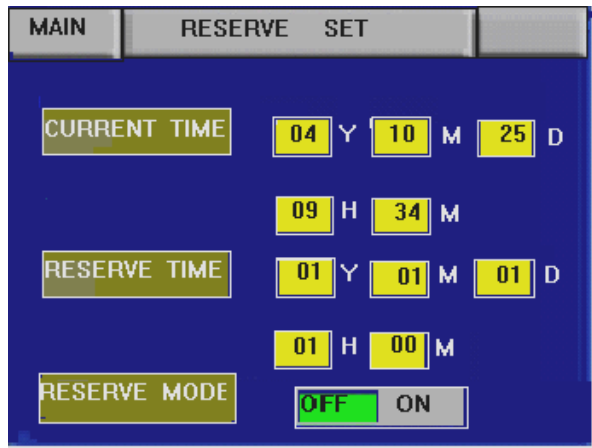 MAIN RESERVE SET
CURRENT TIME 04 Y 10 M 25 D
09 H 34 M
RESERVE TIME 01 Y 01 M 01 D
01 H 00 M
RESERVE MODE OFF ON